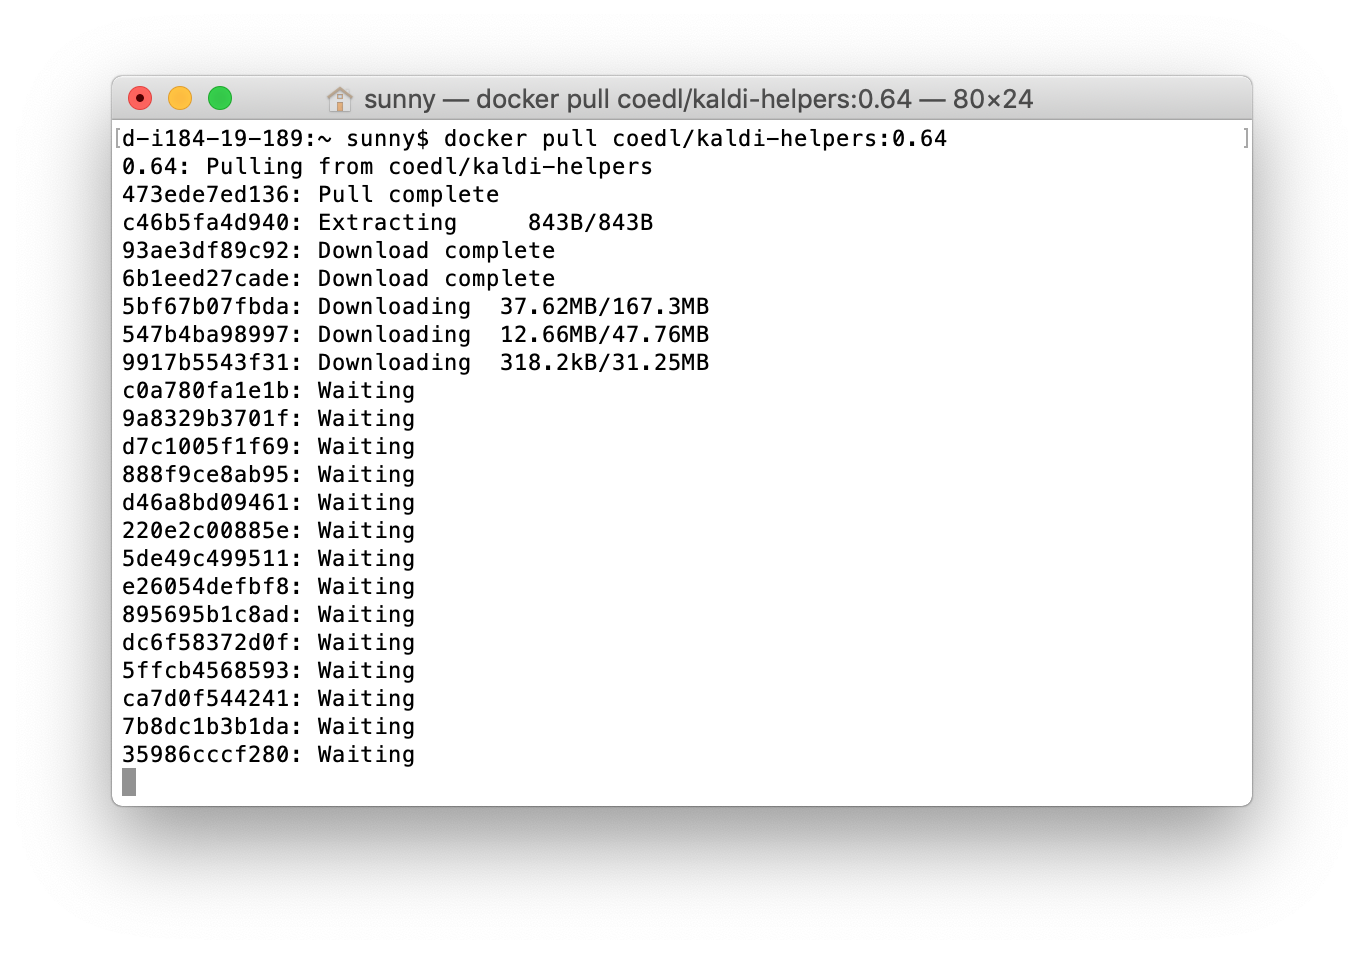 sunny — docker pull coedl/kaldi-helpers:0.64 — 80×24
[d-i184-19-189:~ sunny$ docker pull coedl/kaldi-helpers:0.64 ]
0.64: Pulling from coedl/kaldi-helpers
473ede7ed136: Pull complete
c46b5fa4d940: Extracting     843B/843B
93ae3df89c92: Download complete
6b1eed27cade: Download complete
5bf67b07fbda: Downloading  37.62MB/167.3MB
547b4ba98997: Downloading  12.66MB/47.76MB
9917b5543f31: Downloading  318.2kB/31.25MB
c0a780fa1e1b: Waiting
9a8329b3701f: Waiting
d7c1005f1f69: Waiting
888f9ce8ab95: Waiting
d46a8bd09461: Waiting
220e2c00885e: Waiting
5de49c499511: Waiting
e26054defbf8: Waiting
895695b1c8ad: Waiting
dc6f58372d0f: Waiting
5ffcb4568593: Waiting
ca7d0f544241: Waiting
7b8dc1b3b1da: Waiting
35986cccf280: Waiting